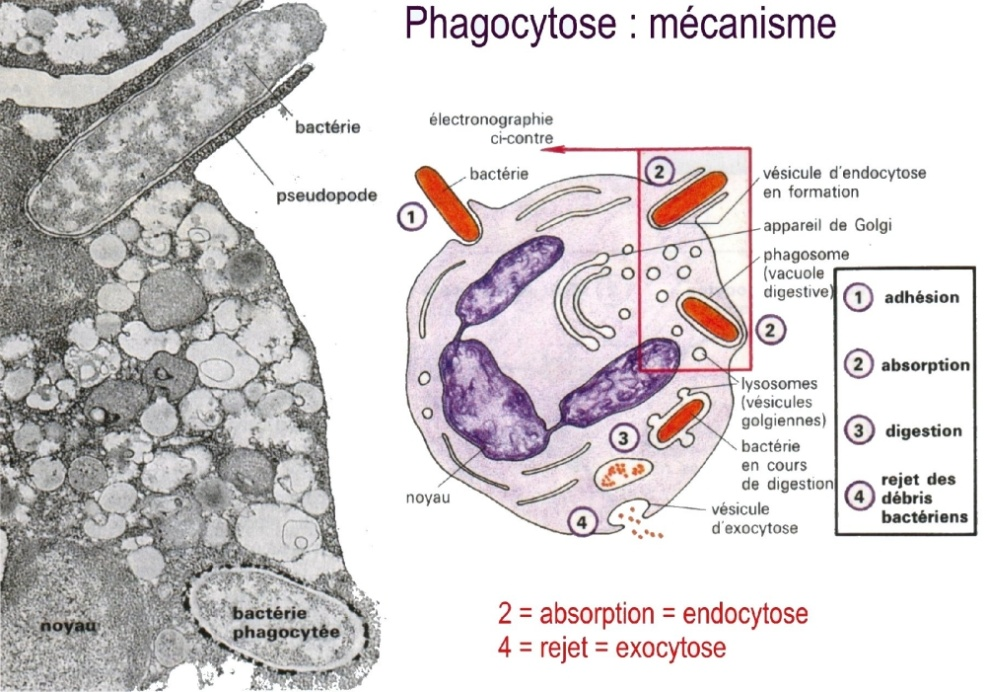 Phagocytose : mécanisme
bactérie
pseudopode
noyau
bactérie
phagocytée
électronographie
ci-contre
bactérie
1
2
vésicule d'endocytose
en formation
appareil de Golgi
phagosome
(vacuole
digestive)
2
lysosomes
(vésicules
golgiennes)
3
bactérie
en cours
de digestion
noyau
4
vésicule
d'exocytose
1 adhésion
2 absorption
3 digestion
4 rejet des
débris
bactériens
2 = absorption = endocytose
4 = rejet = exocytose